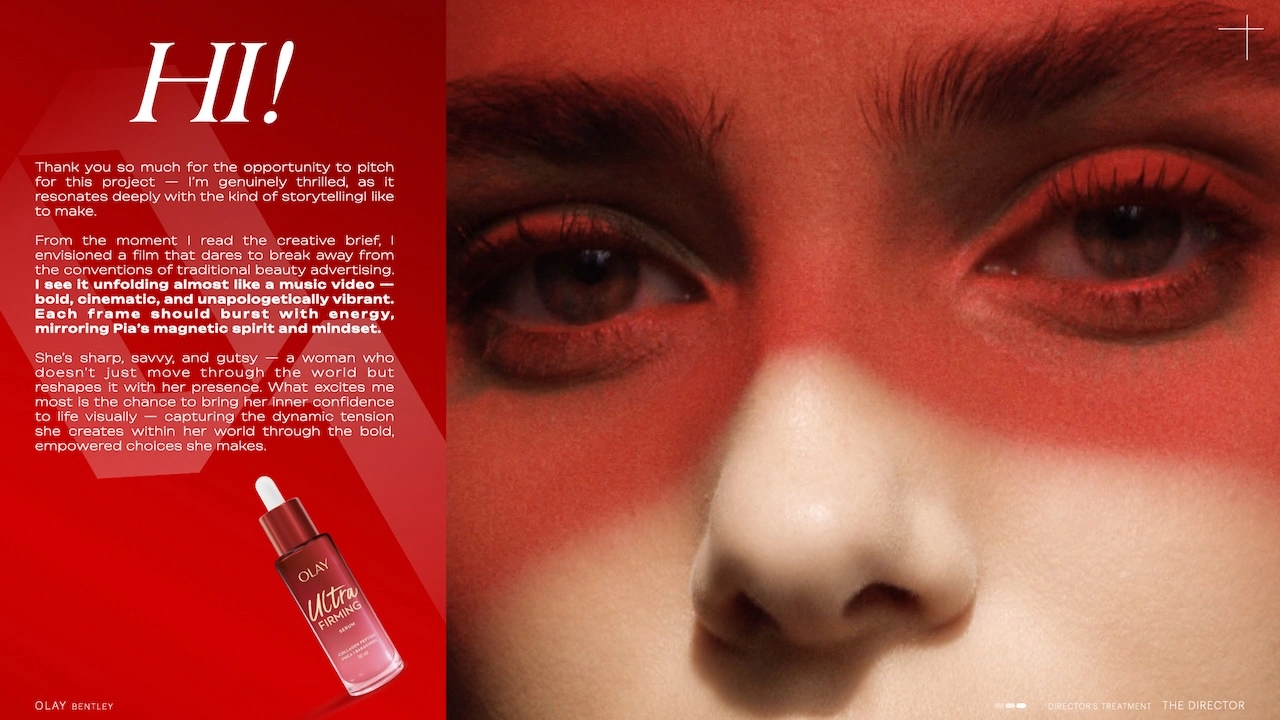 HI!
Thank you so much for the opportunity to pitch
for this project — I'm genuinely thrilled, as it
resonates deeply with the kind of storytellingI like
to make.
From the moment I read the creative brief, I
envisioned a film that dares to break away from
the conventions of traditional beauty advertising.
I see it unfolding almost like a music video —
bold, cinematic, and unapologetically vibrant.
Each frame should burst with energy,
mirroring Pia's magnetic spirit and mindset.
She's sharp, savvy, and gutsy — a woman who
doesn't just move through the world but
reshapes it with her presence. What excites me
most is the chance to bring her inner confidence
to life visually — capturing the dynamic tension
she creates within her world through the bold,
empowered choices she makes.
OLAY
Ultra
FIRMING
SERUM
COLLAGEN PEPTIDE
OLAY BENTLEY
DIRECTOR'S TREATMENT THE DIRECTOR